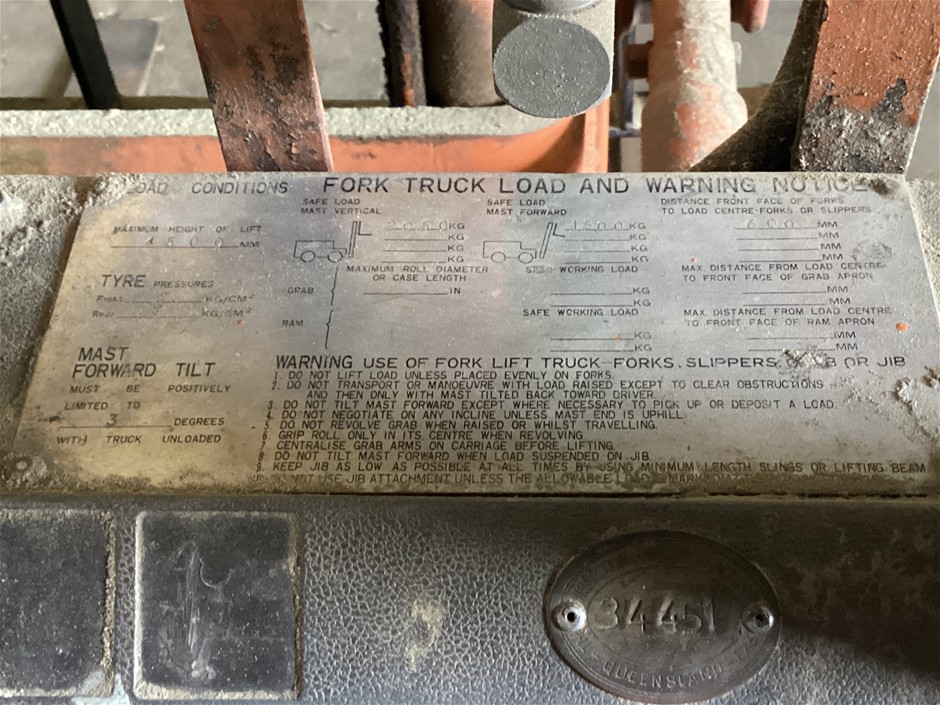 LOAD CONDITIONS FORK TRUCK LOAD AND WARNING NOTICE
SAFE LOAD MAST VERTICAL
SAFE LOAD MAST FORWARD
DISTANCE FRONT FACE OF FORKS TO LOAD CENTRE-FORKS OR SLIPPERS
MAXIMUM HEIGHT OF LIFT
4500 MM
2050 KG
KG
KG
KG
1500 KG
KG
KG
KG
600 MM
MM
MM
MM
TYRE PRESSURES
Front KG/CM²
Rear KG/CM²
MAXIMUM ROLL DIAMETER OR CASE LENGTH
GRAB IN
SAFE WORKING LOAD
KG
KG
MAX. DISTANCE FROM LOAD CENTRE TO FRONT FACE OF GRAB APRON
MM
MM
RAM
SAFE WORKING LOAD
KG
KG
MAX. DISTANCE FROM LOAD CENTRE TO FRONT FACE OF RAM APRON
MM
MM
MAST FORWARD TILT
MUST BE POSITIVELY
LIMITED TO
3 DEGREES
WITH TRUCK UNLOADED
WARNING USE OF FORK LIFT TRUCK-FORKS, SLIPPERS, OR JIB
1. DO NOT LIFT LOAD UNLESS PLACED EVENLY ON FORKS.
2. DO NOT TRANSPORT OR MANOEUVRE WITH LOAD RAISED EXCEPT TO CLEAR OBSTRUCTIONS
AND THEN ONLY WITH MAST TILTED BACK TOWARD DRIVER.
3. DO NOT TILT MAST FORWARD EXCEPT WHERE NECESSARY TO PICK UP OR DEPOSIT A LOAD.
4. DO NOT NEGOTIATE ON ANY INCLINE UNLESS MAST END IS UPHILL.
5. DO NOT REVOLVE GRAB WHEN RAISED OR WHILST TRAVELLING.
6. GRIP ROLL ONLY IN ITS CENTRE WHEN REVOLVING.
7. CENTRALISE GRAB ARMS ON CARRIAGE BEFORE LIFTING.
8. DO NOT TILT MAST FORWARD WHEN LOAD SUSPENDED ON JIB.
9. KEEP JIB AS LOW AS POSSIBLE AT ALL TIMES BY USING MINIMUM LENGTH SLINGS OR LIFTING BEAM
DO NOT USE JIB ATTACHMENT UNLESS THE ALLOWABLE
34451
QUEENSLAND